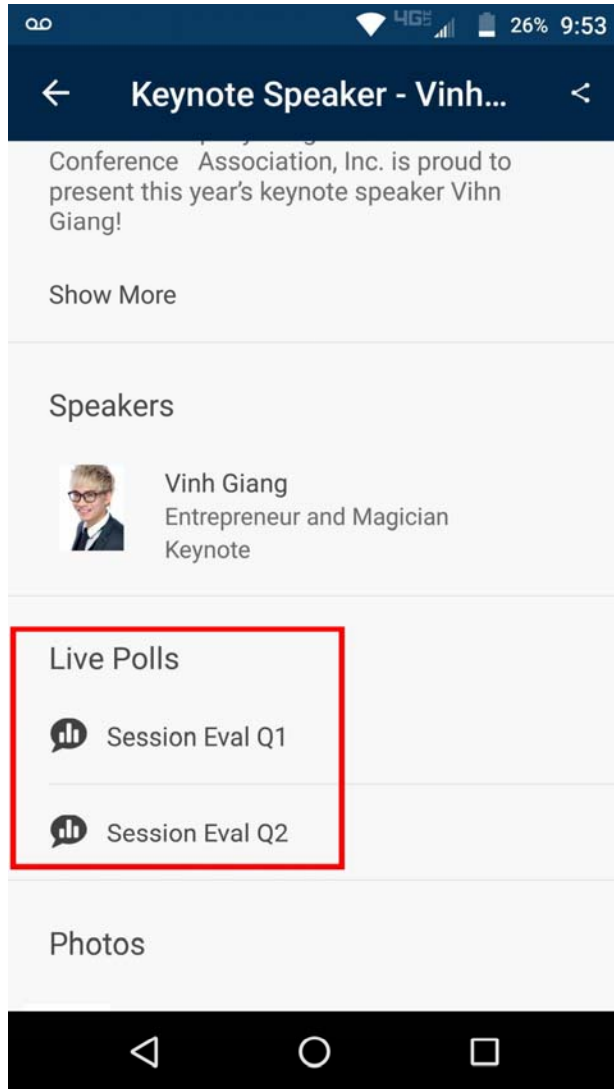 4G 26% 9:53
Keynote Speaker - Vinh...
Conference Association, Inc. is proud to
present this year's keynote speaker Vihn
Giang!
Show More
Speakers
Vinh Giang
Entrepreneur and Magician
Keynote
Live Polls
Session Eval Q1
Session Eval Q2
Photos